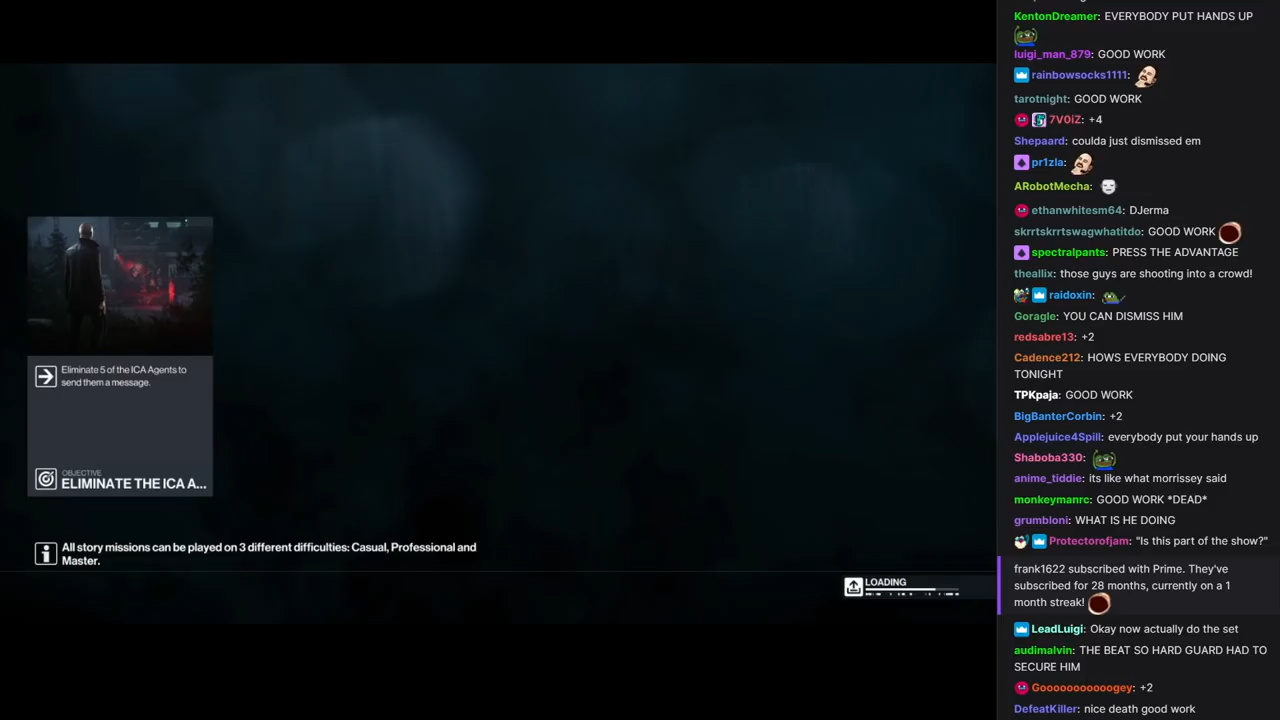 Eliminate 5 of the ICA Agents to
send them a message.
OBJECTIVE
ELIMINATE THE ICA A...
All story missions can be played on 3 different difficulties: Casual, Professional and
Master.
LOADING
KentonDreamer: EVERYBODY PUT HANDS UP
luigi_man_879: GOOD WORK
rainbowsocks1111:
tarotnight: GOOD WORK
7V0iZ: +4
Shepaard: coulda just dismissed em
pr1zla:
ARobotMecha:
ethanwhitesm64: DJerma
skrrtskrrtswagwhatitdo: GOOD WORK
spectralpants: PRESS THE ADVANTAGE
theallix: those guys are shooting into a crowd!
raidoxin:
Goragle: YOU CAN DISMISS HIM
redsabre13: +2
Cadence212: HOWS EVERYBODY DOING
TONIGHT
TPKpaja: GOOD WORK
BigBanterCorbin: +2
Applejuice4Spill: everybody put your hands up
Shaboba330:
anime_tiddie: its like what morrissey said
monkeymanrc: GOOD WORK *DEAD*
grumbloni: WHAT IS HE DOING
Protectorofjam: "Is this part of the show?"
frank1622 subscribed with Prime. They've
subscribed for 28 months, currently on a 1
month streak!
LeadLuigi: Okay now actually do the set
audimalvin: THE BEAT SO HARD GUARD HAD TO
SECURE HIM
Goooooooooogey: +2
DefeatKiller: nice death good work